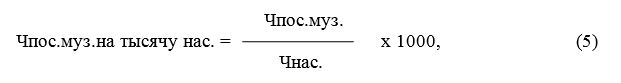 Чпос.муз.
Чпос.муз.на тысячу нас. = х 1000, (5)
Чнас.